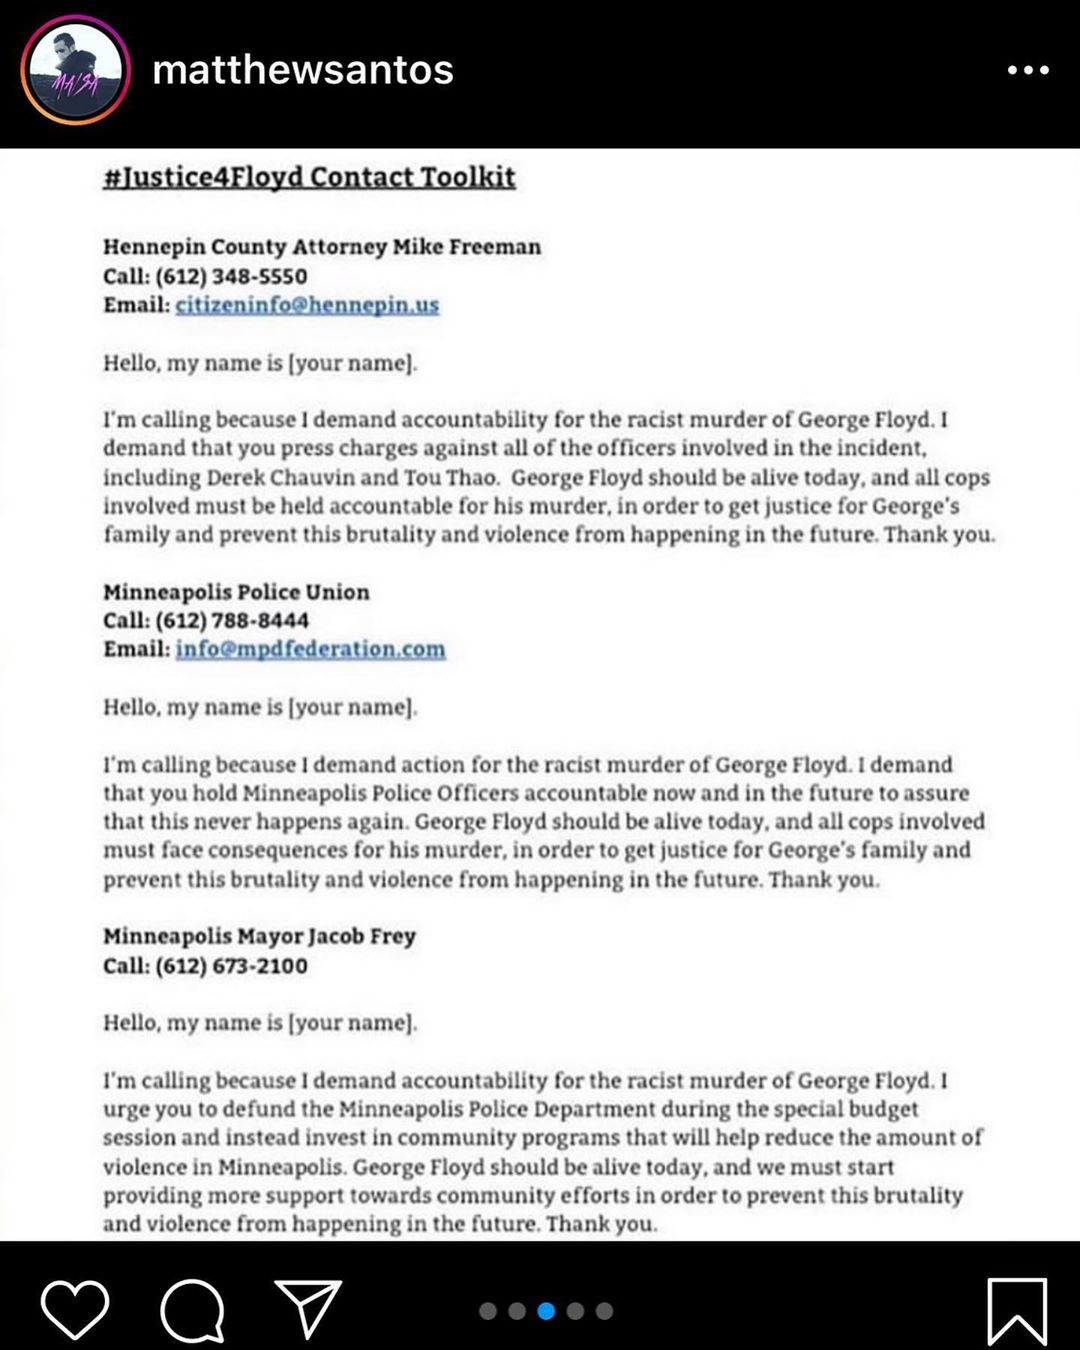 MA/SA
matthewsantos
#Justice4Floyd Contact Toolkit
Hennepin County Attorney Mike Freeman
Call: (612) 348-5550
Email: citizeninfo@hennepin.us
Hello, my name is [your name].
I'm calling because I demand accountability for the racist murder of George Floyd. I
demand that you press charges against all of the officers involved in the incident,
including Derek Chauvin and Tou Thao. George Floyd should be alive today, and all cops
involved must be held accountable for his murder, in order to get justice for George's
family and prevent this brutality and violence from happening in the future. Thank you.
Minneapolis Police Union
Call: (612) 788-8444
Email: info@mpdfederation.com
Hello, my name is [your name].
I'm calling because I demand action for the racist murder of George Floyd. I demand
that you hold Minneapolis Police Officers accountable now and in the future to assure
that this never happens again. George Floyd should be alive today, and all cops involved
must face consequences for his murder, in order to get justice for George's family and
prevent this brutality and violence from happening in the future. Thank you.
Minneapolis Mayor Jacob Frey
Call: (612) 673-2100
Hello, my name is [your name].
I'm calling because I demand accountability for the racist murder of George Floyd. I
urge you to defund the Minneapolis Police Department during the special budget
session and instead invest in community programs that will help reduce the amount of
violence in Minneapolis. George Floyd should be alive today, and we must start
providing more support towards community efforts in order to prevent this brutality
and violence from happening in the future. Thank you.